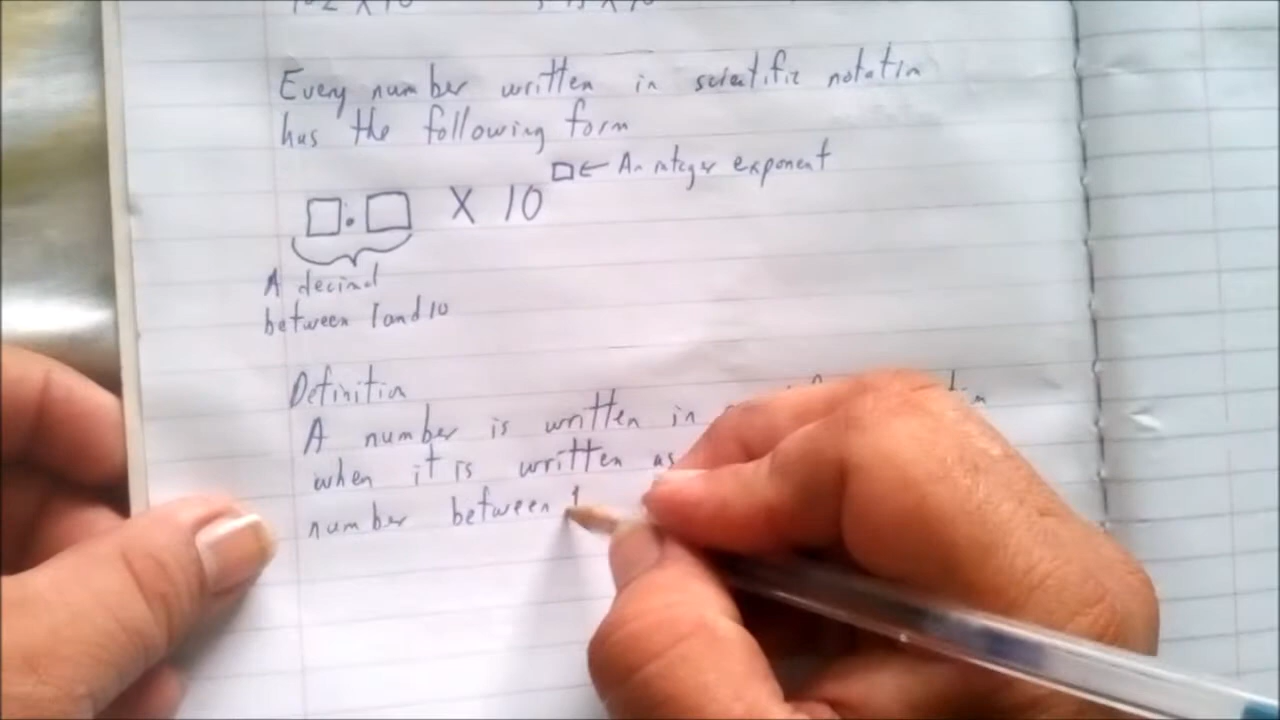 Every number written in scientific notation
has the following form
□ ← An integer exponent
□.□ X 10
A decimal
between 1 and 10
Definition
A number is written in
when it is written as
number between 1